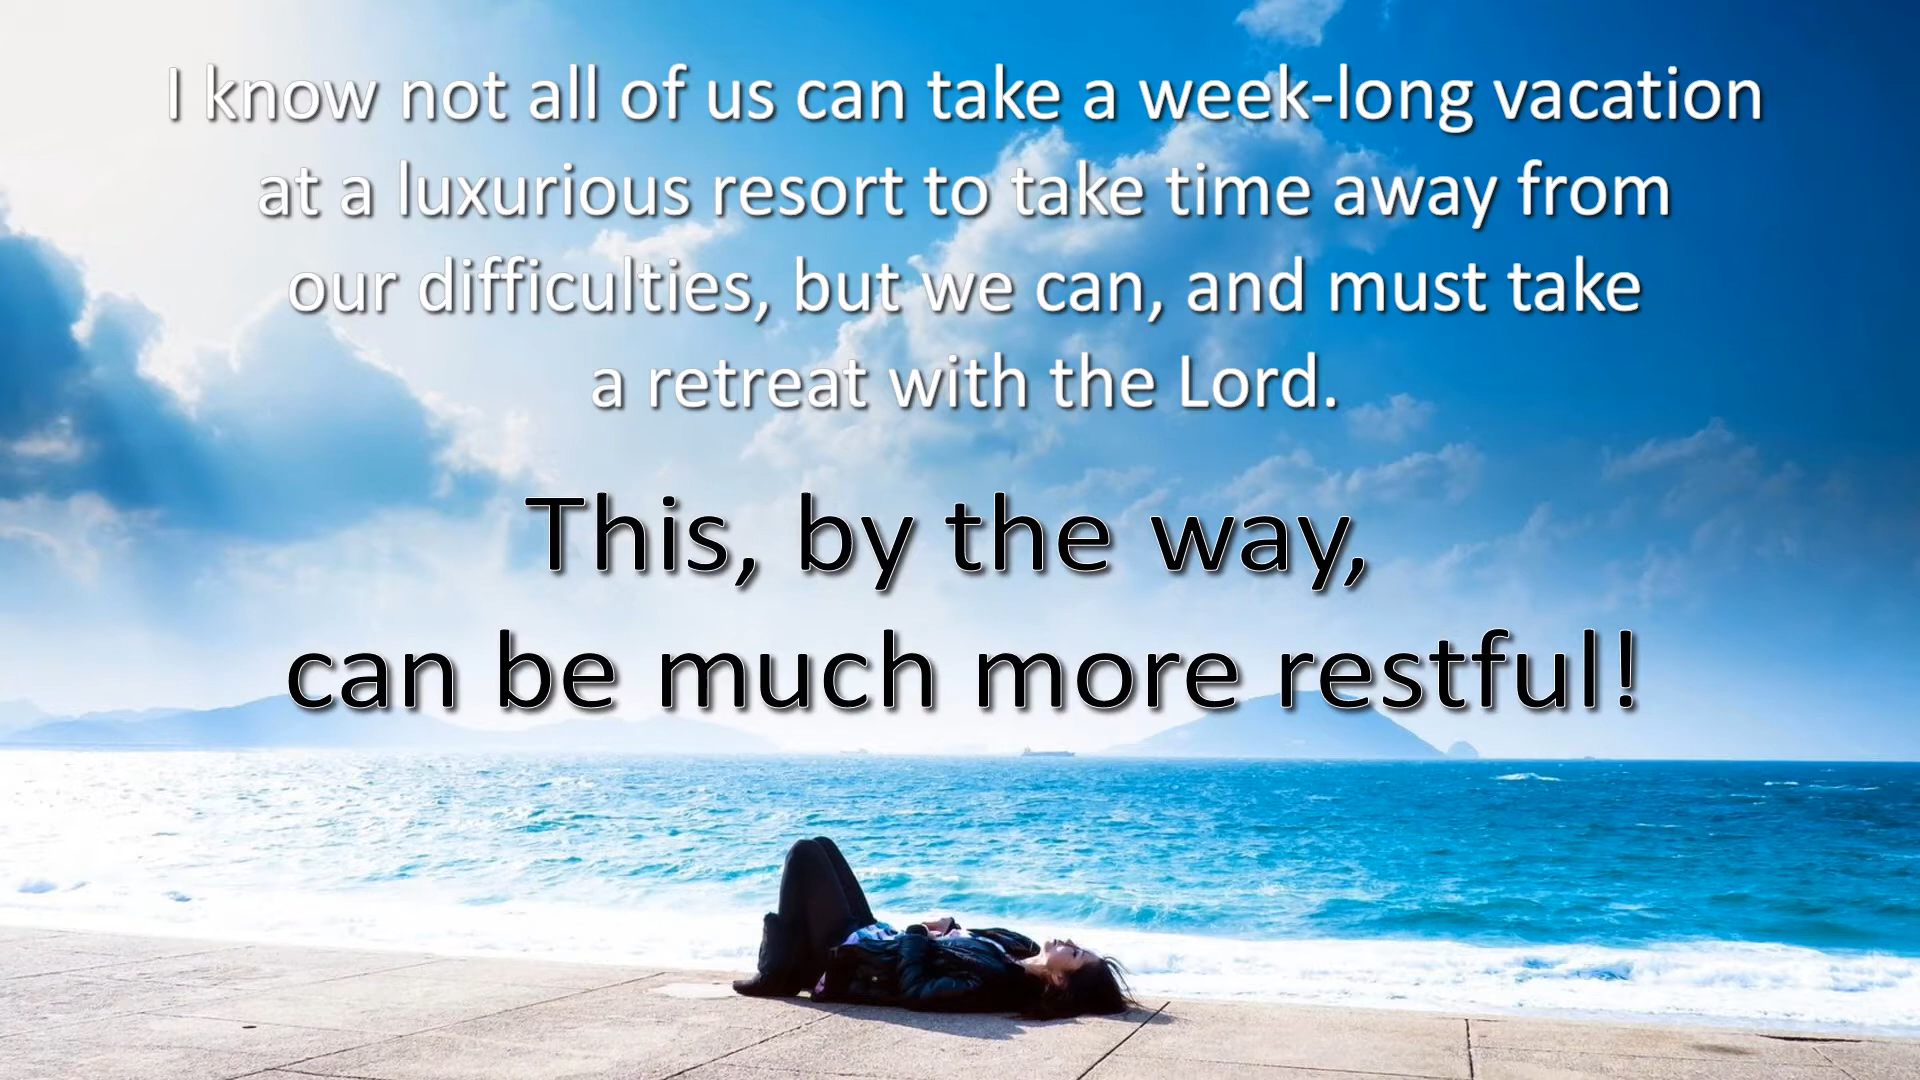 I know not all of us can take a week-long vacation
at a luxurious resort to take time away from
our difficulties, but we can, and must take
a retreat with the Lord.
This, by the way,
can be much more restful!